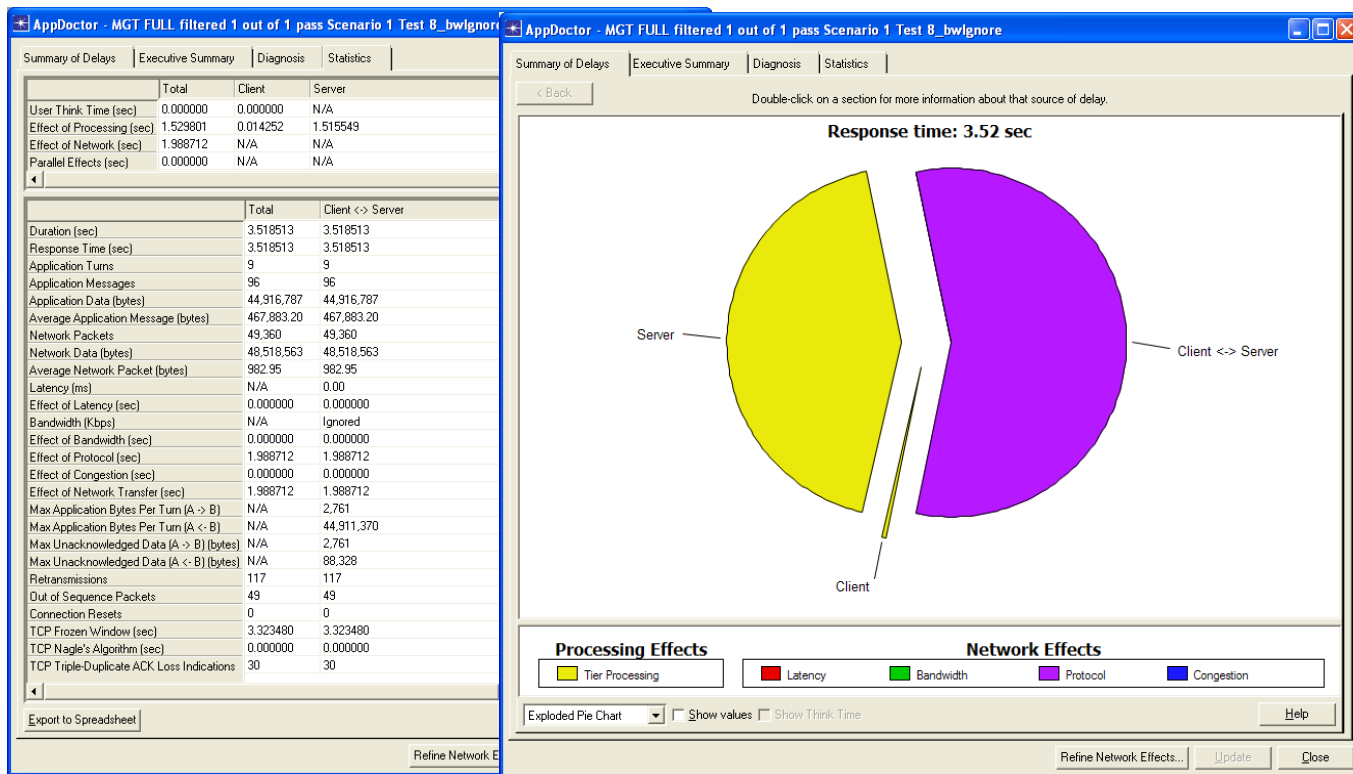 AppDoctor - MGT FULL filtered 1 out of 1 pass Scenario 1 Test 8_bwIgnore
Summary of Delays Executive Summary Diagnosis Statistics
Total Client Server
User Think Time (sec) 0.000000 0.000000 N/A
Effect of Processing (sec) 1.529801 0.014252 1.515549
Effect of Network (sec) 1.988712 N/A N/A
Parallel Effects (sec) 0.000000 N/A N/A
Total Client <-> Server
Duration (sec) 3.518513 3.518513
Response Time (sec) 3.518513 3.518513
Application Turns 9 9
Application Messages 96 96
Application Data (bytes) 44,916,787 44,916,787
Average Application Message (bytes) 467,883.20 467,883.20
Network Packets 49,360 49,360
Network Data (bytes) 48,518,563 48,518,563
Average Network Packet (bytes) 982.95 982.95
Latency (ms) N/A 0.00
Effect of Latency (sec) 0.000000 0.000000
Bandwidth (Kbps) N/A Ignored
Effect of Bandwidth (sec) 0.000000 0.000000
Effect of Protocol (sec) 1.988712 1.988712
Effect of Congestion (sec) 0.000000 0.000000
Effect of Network Transfer (sec) 1.988712 1.988712
Max Application Bytes Per Turn (A -> B) N/A 2,761
Max Application Bytes Per Turn (A <- B) N/A 44,911,370
Max Unacknowledged Data (A -> B) (bytes) N/A 2,761
Max Unacknowledged Data (A <- B) (bytes) N/A 88,328
Retransmissions 117 117
Out of Sequence Packets 49 49
Connection Resets 0 0
TCP Frozen Window (sec) 3.323480 3.323480
TCP Nagle's Algorithm (sec) 0.000000 0.000000
TCP Triple-Duplicate ACK Loss Indications 30 30
Export to Spreadsheet
Refine Network E
AppDoctor - MGT FULL filtered 1 out of 1 pass Scenario 1 Test 8_bwIgnore
Summary of Delays Executive Summary Diagnosis Statistics
< Back
Double-click on a section for more information about that source of delay.
Response time: 3.52 sec
Server
Client <-> Server
Client
Processing Effects Network Effects
Tier Processing Latency Bandwidth Protocol Congestion
Exploded Pie Chart Show values Show Think Time Help
Refine Network Effects... Update Close